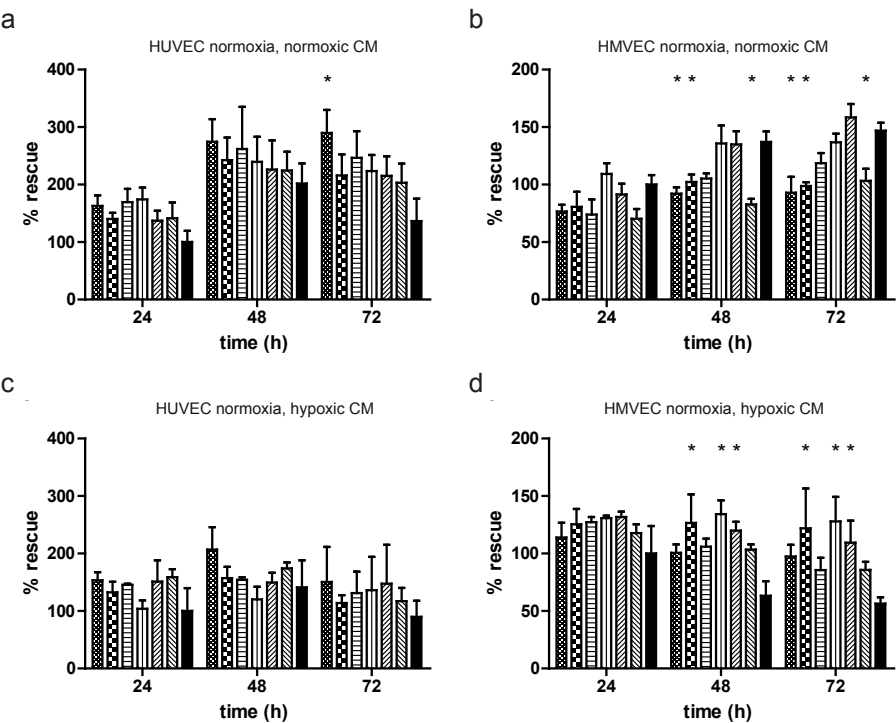 a
HUVEC normoxia, normoxic CM
400
300
200
100
0
% rescue
*
24 48 72
time (h)
b
HMVEC normoxia, normoxic CM
200
150
100
50
0
% rescue
* * * * * *
24 48 72
time (h)
c
HUVEC normoxia, hypoxic CM
400
300
200
100
0
% rescue
24 48 72
time (h)
d
HMVEC normoxia, hypoxic CM
200
150
100
50
0
% rescue
* * * * * *
24 48 72
time (h)